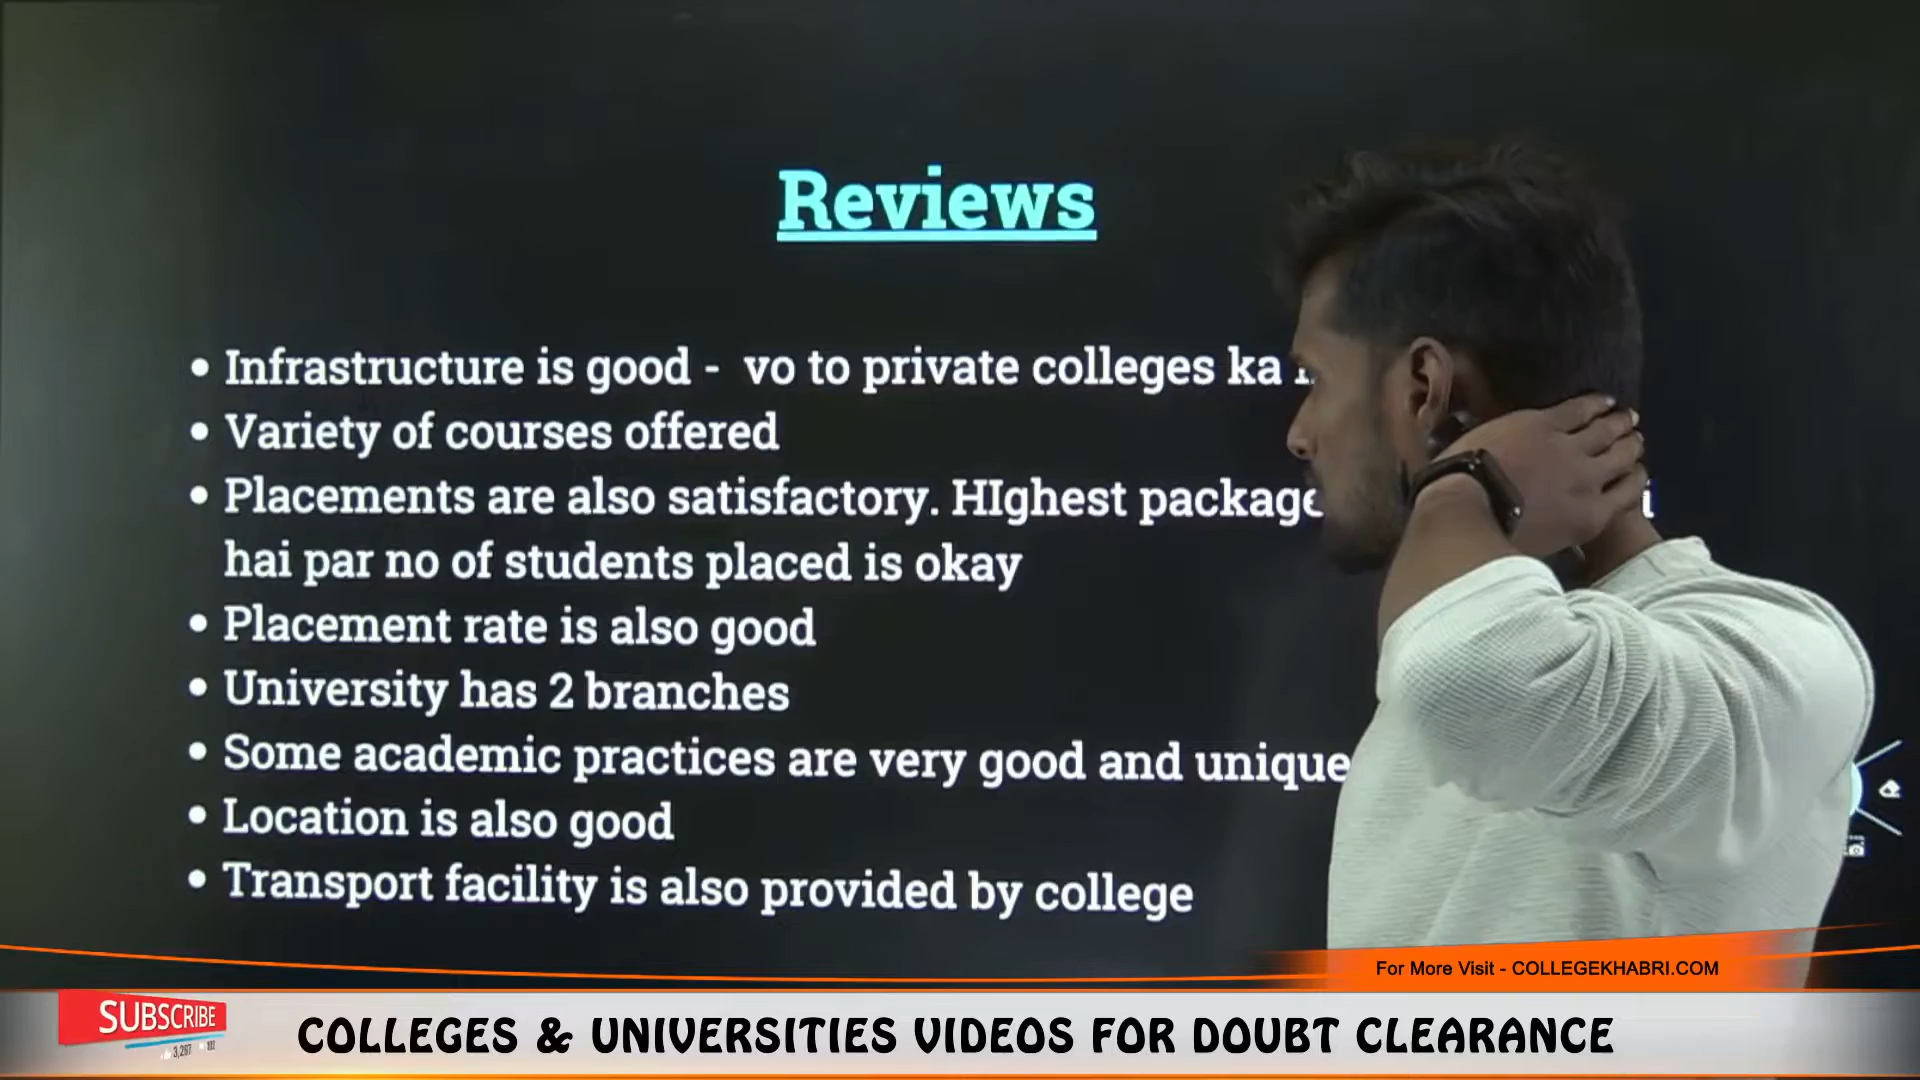 Reviews
• Infrastructure is good - vo to private colleges ka
• Variety of courses offered
• Placements are also satisfactory. HIghest package
hai par no of students placed is okay
• Placement rate is also good
• University has 2 branches
• Some academic practices are very good and unique
• Location is also good
• Transport facility is also provided by college
For More Visit - COLLEGEKHABRI.COM
SUBSCRIBE
COLLEGES & UNIVERSITIES VIDEOS FOR DOUBT CLEARANCE